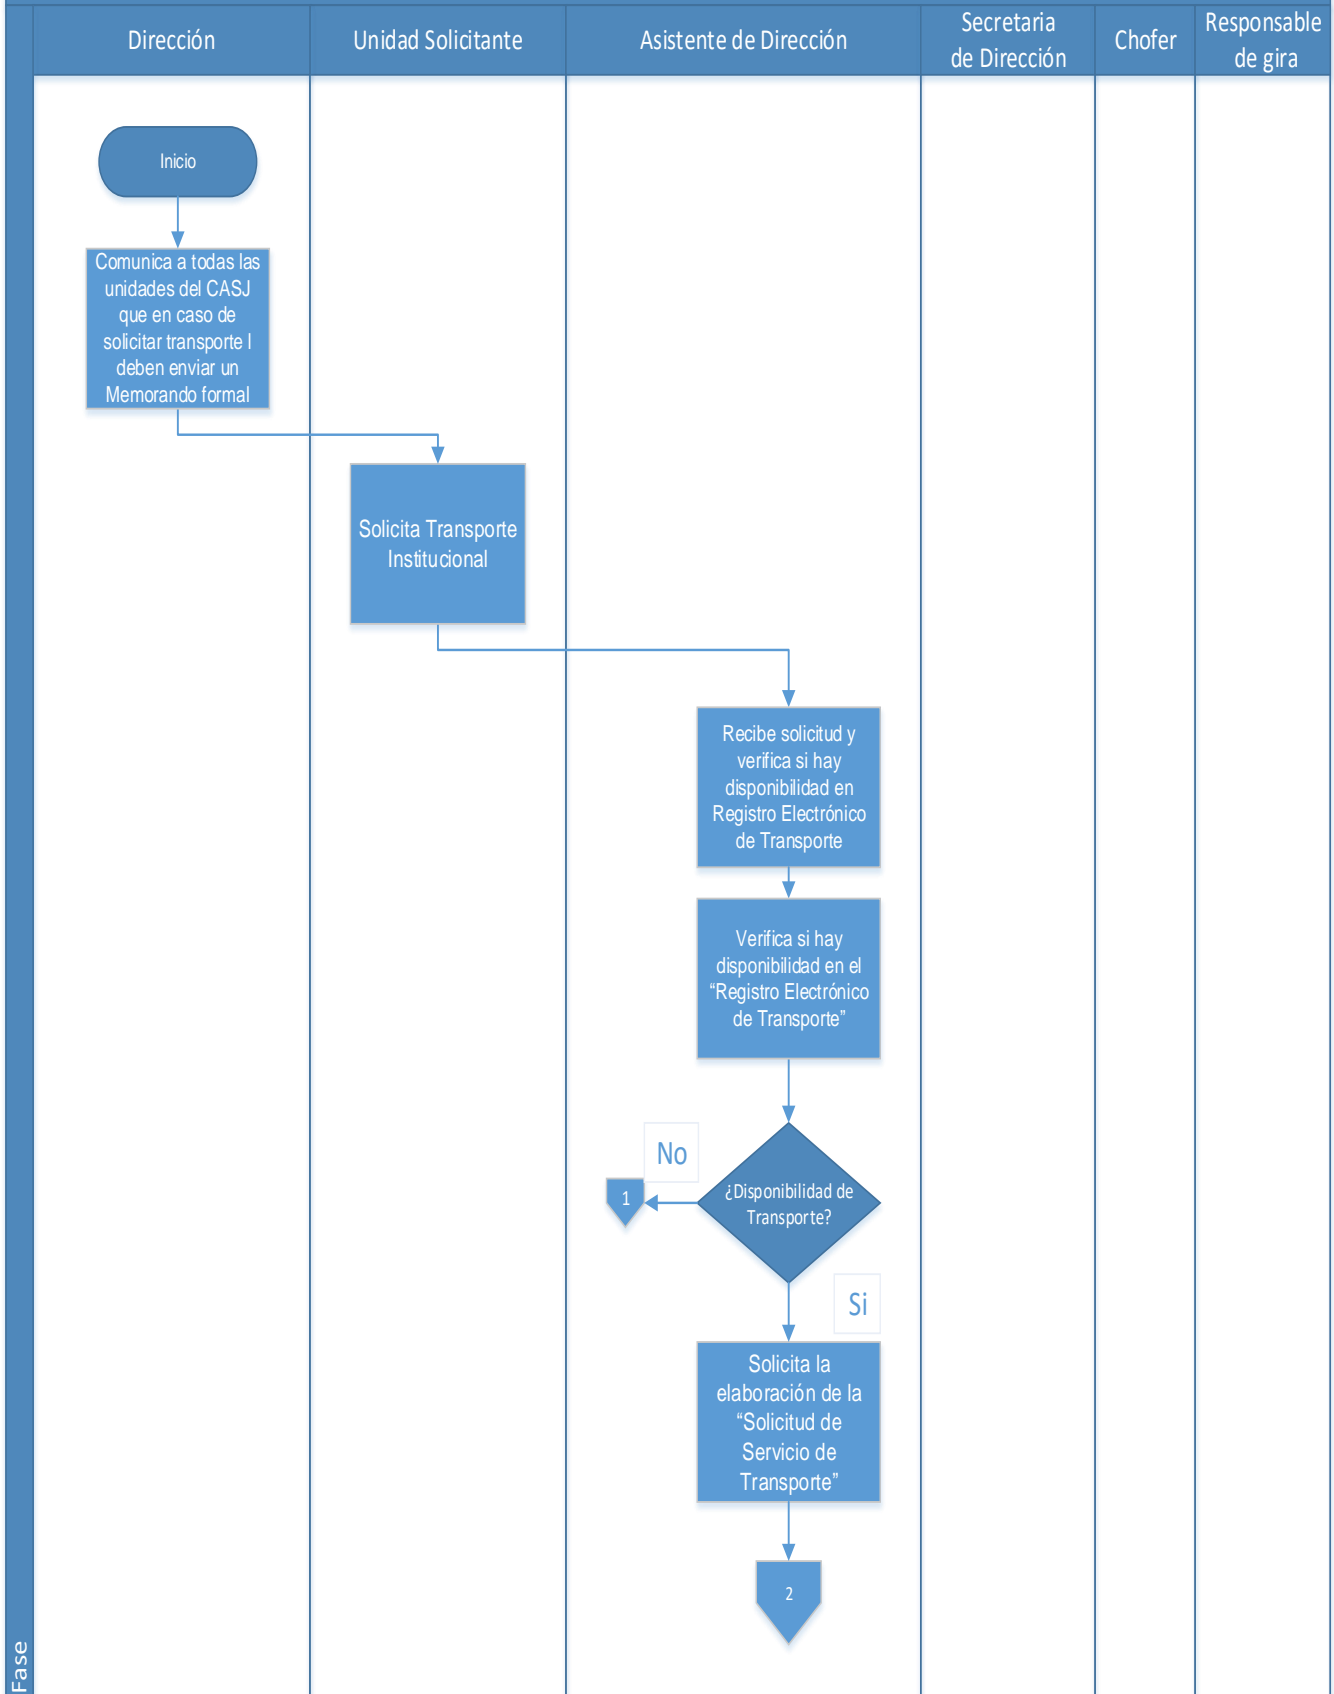 Dirección
Unidad Solicitante
Asistente de Dirección
Secretaria
de Dirección
Chofer
Responsable
de gira
Inicio
Comunica a todas las
unidades del CASJ
que en caso de
solicitar transporte l
deben enviar un
Memorando formal
Solicita Transporte
Institucional
Recibe solicitud y
verifica si hay
disponibilidad en
Registro Electrónico
de Transporte
Verifica si hay
disponibilidad en el
“Registro Electrónico
de Transporte”
No
1
¿Disponibilidad de
Transporte?
Si
Solicita la
elaboración de la
“Solicitud de
Servicio de
Transporte”
2
Fase